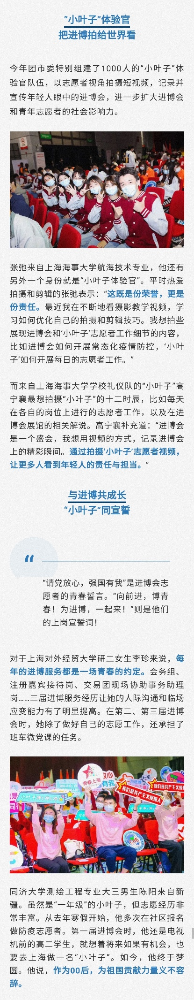 “小叶子”体验官
把进博拍给世界看
今年团市委特别组建了1000人的“小叶子”体
验官队伍，以志愿者视角拍摄短视频，记录并
宣传年轻人眼中的进博会，进一步扩大进博会
和青年志愿者的社会影响力。
张弛来自上海海事大学航海技术专业，他还有
另外一个身份就是“小叶子体验官”。平时热爱
拍摄和剪辑的张弛表示：“这既是份荣誉，更是
份责任。最近我在不断地看摄影教学视频，学
习如何优化自己的拍摄和剪辑技巧。我想拍些
展现进博会和‘小叶子’志愿者工作细节的内容，
比如进博会如何开展常态化疫情防控，‘小叶
子’如何开展每日的志愿者工作。”
而来自上海海事大学学校礼仪队的“小叶子”高
宁襄最想拍摄“小叶子”的十二时辰，比如每天
在各自的岗位上进行的志愿者工作，以及在进
博会展馆的相关解说。高宁襄补充道：“进博会
是一个盛会，我想用视频的方式，记录进博会
上的精彩瞬间。通过拍摄‘小叶子’志愿者视频，
让更多人看到年轻人的责任与担当。”
与进博共成长
“小叶子”同宣誓
“
“请党放心，强国有我”是进博会志
愿者的青春誓言。“向前进，博青
春！为进博，一起来！”则是他们
的上岗宣誓词！
对于上海对外经贸大学研二女生李珍来说，每
年的进博服务都是一场青春的约定。会务组、
注册嘉宾接待岗、交易团现场协助事务助理
岗……三届进博服务经历让她的人际沟通和临场
应变能力有了明显提高。在第二、第三届进博
会时，她除了做好自己的志愿工作，还承担了
班车微党课的任务。
青春上海
放心
有我
小叶子冲！冲！冲！
我们是共产主义接班人
我们是共产主义接班
同济大学测绘工程专业大三男生陈阳来自新
疆。虽然是“一年级”的小叶子，但志愿经历非
常丰富。从去年寒假开始，他多次在社区报名
做防疫志愿者。第一届进博会时，他还是电视
机前的高二学生，就想着将来如果有机会，也
要去上海做一名“小叶子”。如今，他终于梦
圆。他说，作为00后，为祖国贡献力量义不容
辞。